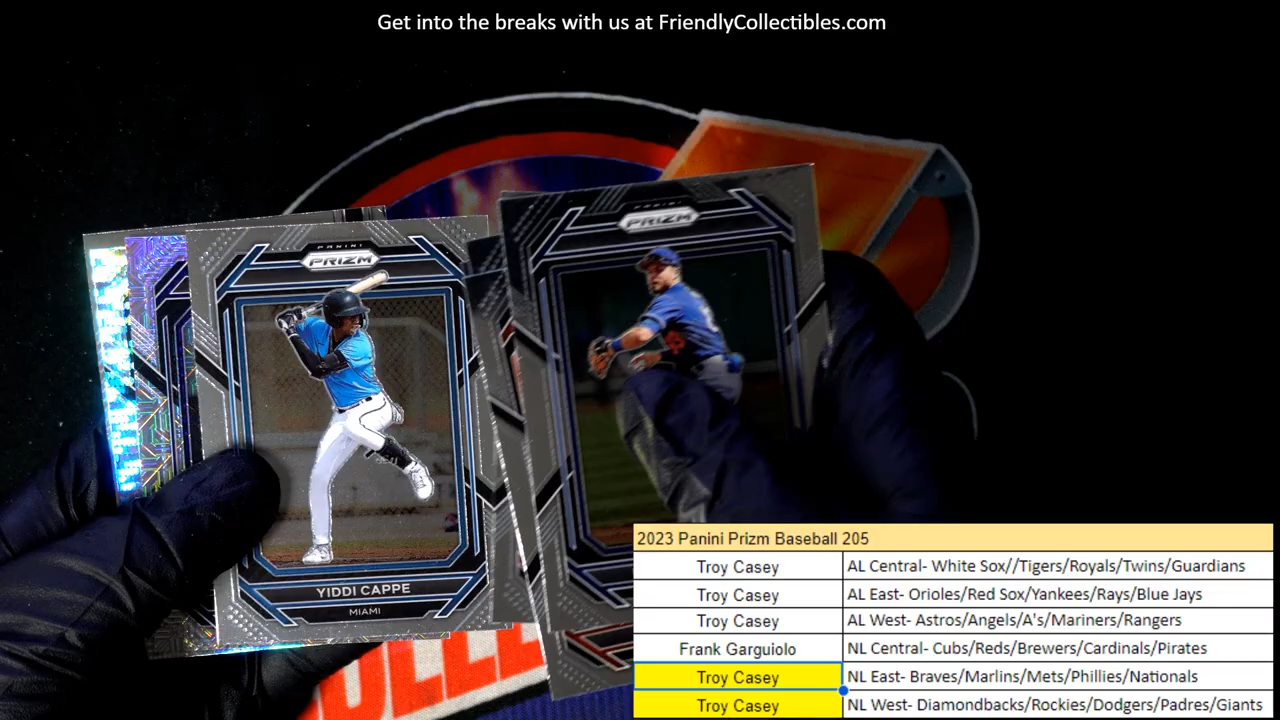 Get into the breaks with us at FriendlyCollectibles.com
PANINI
PRIZM
PRIZM
YIDDI CAPPE
MIAMI
2023 Panini Prizm Baseball 205
Troy Casey AL Central- White Sox//Tigers/Royals/Twins/Guardians
Troy Casey AL East- Orioles/Red Sox/Yankees/Rays/Blue Jays
Troy Casey AL West- Astros/Angels/A's/Mariners/Rangers
Frank Garguiolo NL Central- Cubs/Reds/Brewers/Cardinals/Pirates
Troy Casey NL East- Braves/Marlins/Mets/Phillies/Nationals
Troy Casey NL West- Diamondbacks/Rockies/Dodgers/Padres/Giants